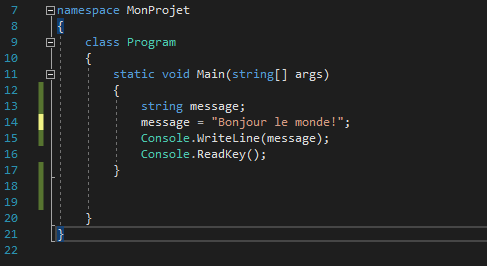 7 namespace MonProjet
8 {
9 class Program
10 {
11 static void Main(string[] args)
12 {
13 string message;
14 message = "Bonjour le monde!";
15 Console.WriteLine(message);
16 Console.ReadKey();
17 }
18
19
20 }
21 }
22